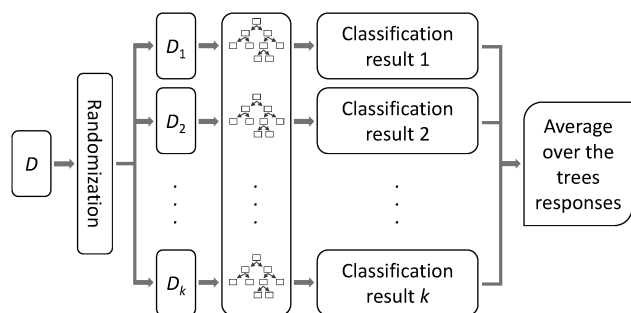 D
Randomization
D₁
D₂
. . .
Dₖ
. . .
Classification
result 1
Classification
result 2
. . .
Classification
result k
Average
over the
trees
responses